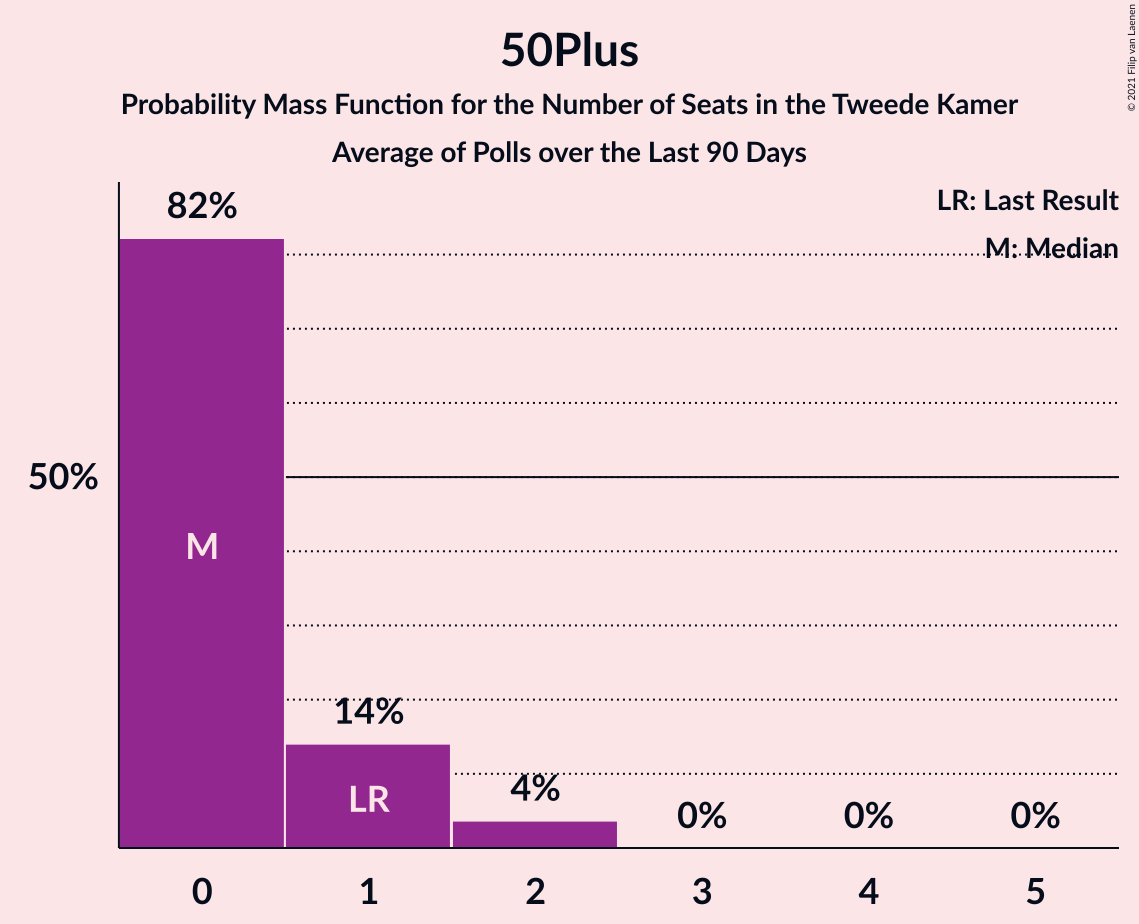 50Plus
Probability Mass Function for the Number of Seats in the Tweede Kamer
Average of Polls over the Last 90 Days
© 2021 Filip van Laenen
LR: Last Result
M: Median
82%
50%
M
14%
LR
4%
0%
0%
0%
0 1 2 3 4 5